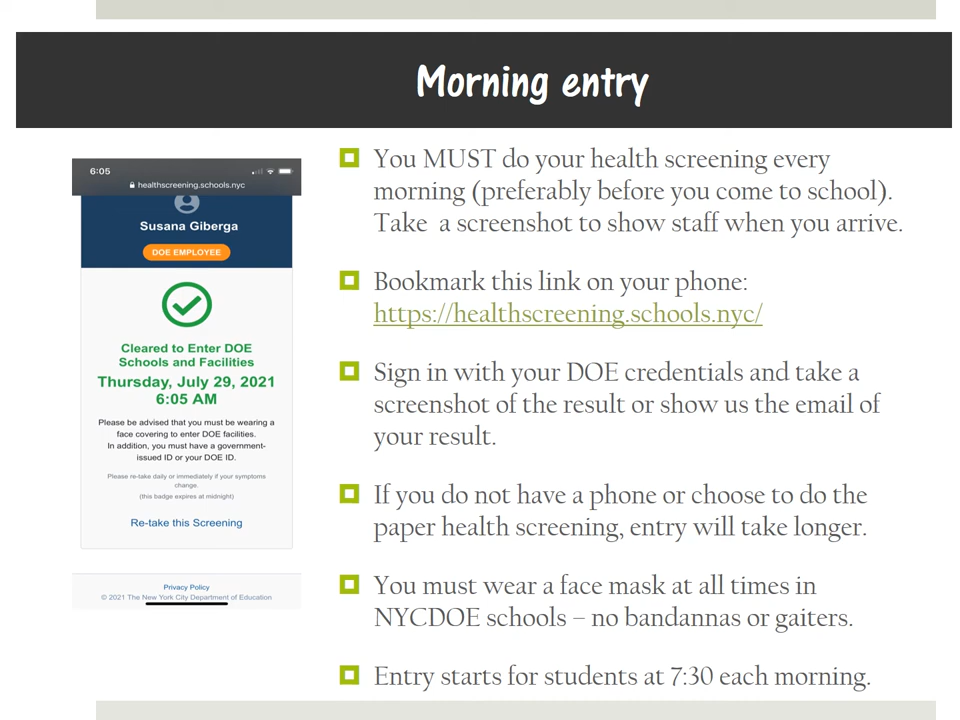 Morning entry
6:05
healthscreening.schools.nyc
Susana Giberga
DOE EMPLOYEE
Cleared to Enter DOE
Schools and Facilities
Thursday, July 29, 2021
6:05 AM
Please be advised that you must be wearing a
face covering to enter DOE facilities.
In addition, you must have a government-
issued ID or your DOE ID.
Please re-take daily or immediately if your symptoms
change.
(this badge expires at midnight)
Re-take this Screening
Privacy Policy
© 2021 The New York City Department of Education
You MUST do your health screening every
morning (preferably before you come to school).
Take a screenshot to show staff when you arrive.
Bookmark this link on your phone:
https://healthscreening.schools.nyc/
Sign in with your DOE credentials and take a
screenshot of the result or show us the email of
your result.
If you do not have a phone or choose to do the
paper health screening, entry will take longer.
You must wear a face mask at all times in
NYCDOE schools – no bandannas or gaiters.
Entry starts for students at 7:30 each morning.